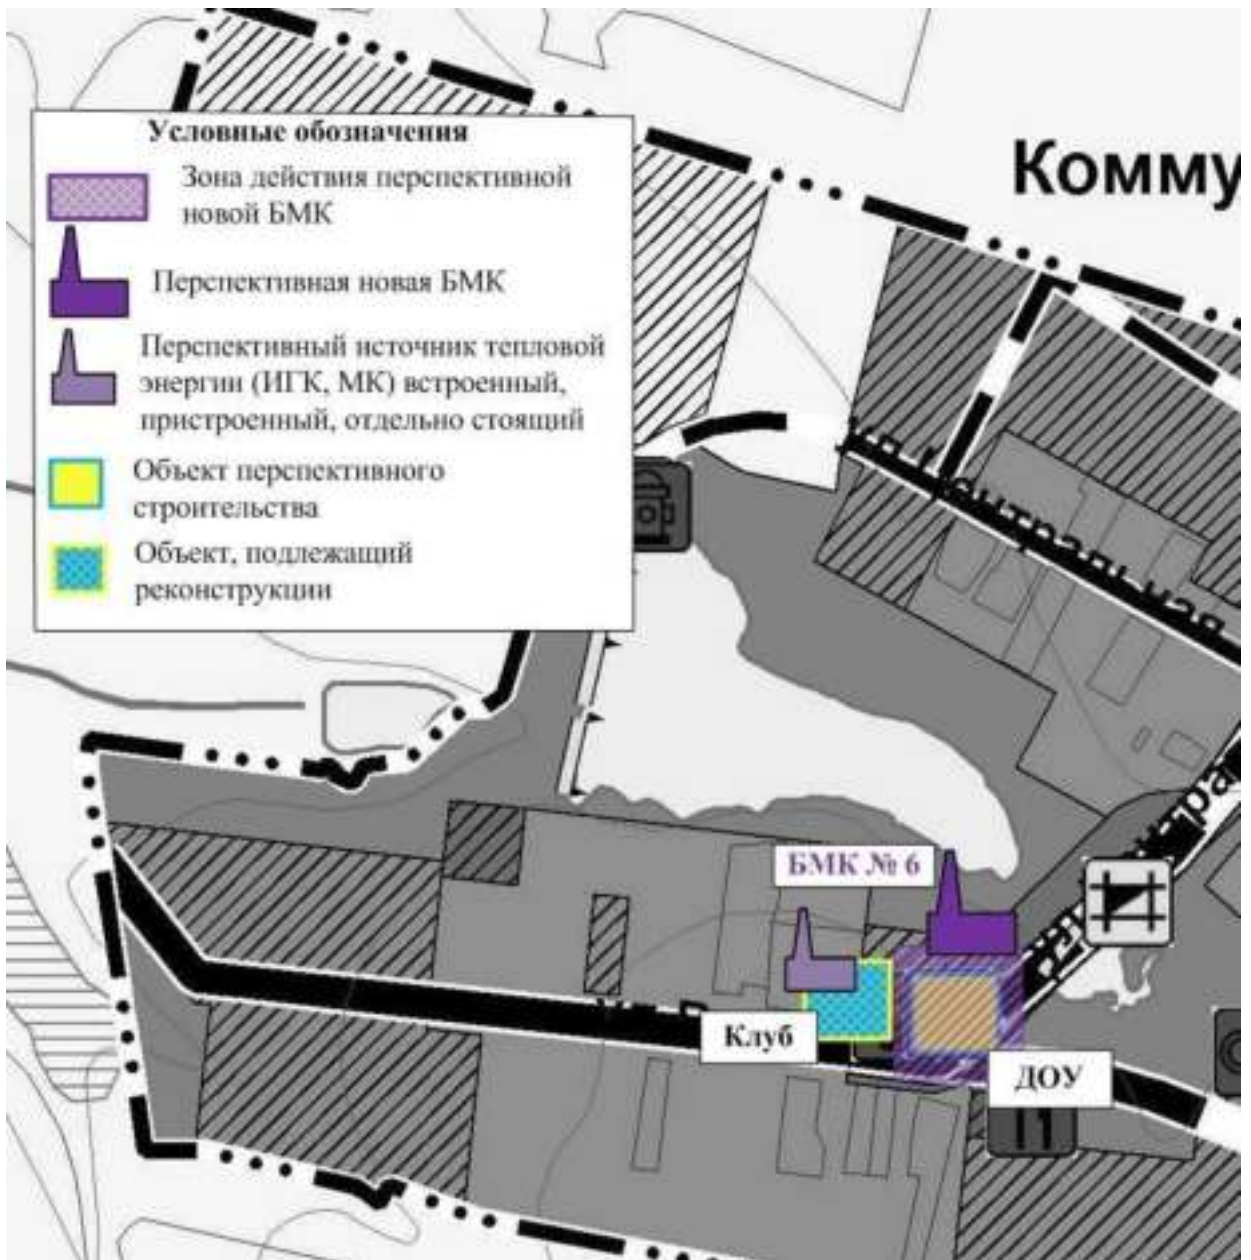 Условные обозначения
Зона действия перспективной
новой БМК
Перспективная новая БМК
Перспективный источник тепловой
энергии (ИГК, МК) встроенный,
пристроенный, отдельно стоящий
Объект перспективного
строительства
Объект, подлежащий
реконструкции
Комму
БМК № 6
Клуб
ДОУ